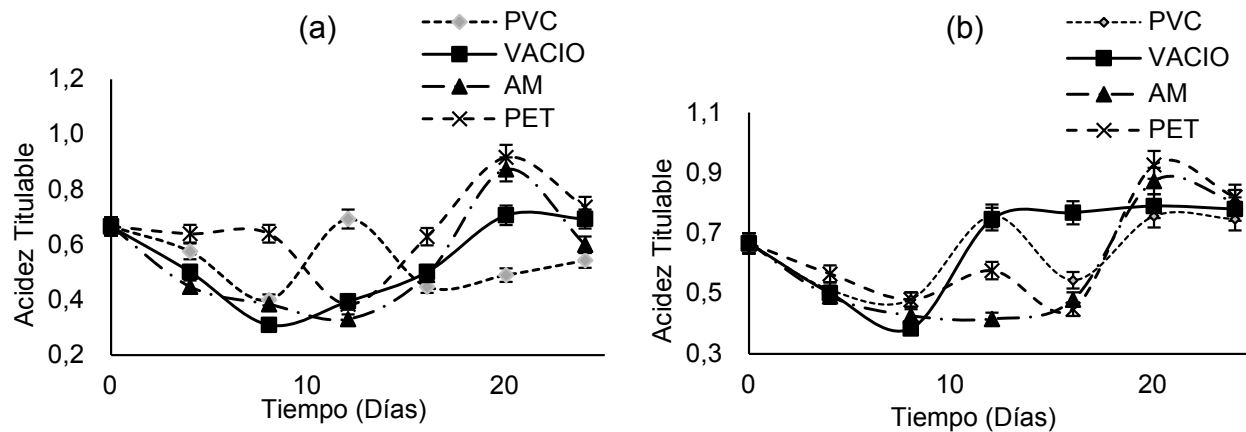 (a)
PVC
VACIO
AM
PET
Acidez Titulable
1,2
1,0
0,8
0,6
0,4
0,2
0
10
20
Tiempo (Días)
(b)
PVC
VACIO
AM
PET
Acidez Titulable
1,1
0,9
0,7
0,5
0,3
0
10
20
Tiempo (Días)